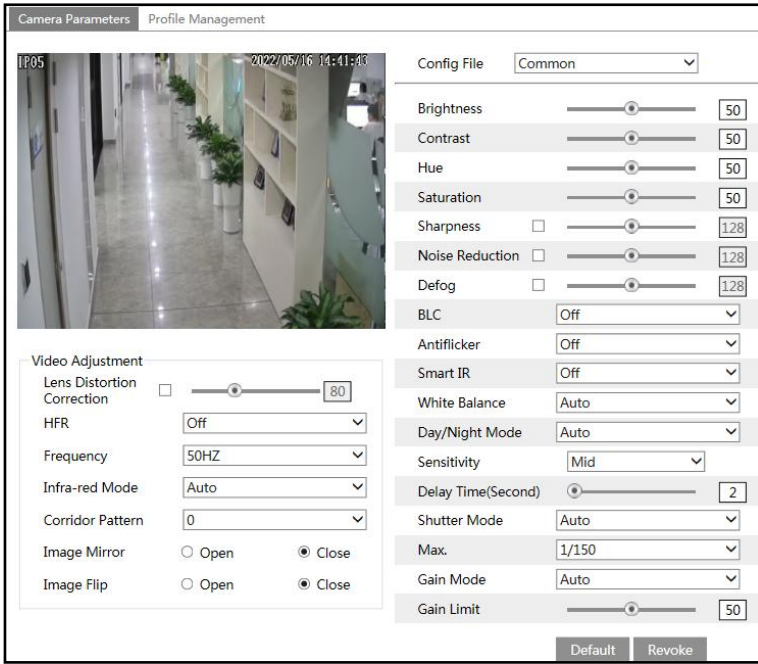 Camera Parameters Profile Management
IP05 2022/05/16 14:41:43
Config File Common
Brightness 50
Contrast 50
Hue 50
Saturation 50
Sharpness 128
Noise Reduction 128
Defog 128
BLC Off
Antiflicker Off
Smart IR Off
White Balance Auto
Day/Night Mode Auto
Sensitivity Mid
Delay Time(Second) 2
Shutter Mode Auto
Max. 1/150
Gain Mode Auto
Gain Limit 50
Default Revoke
Video Adjustment
Lens Distortion
Correction 80
HFR Off
Frequency 50HZ
Infra-red Mode Auto
Corridor Pattern 0
Image Mirror Open Close
Image Flip Open Close